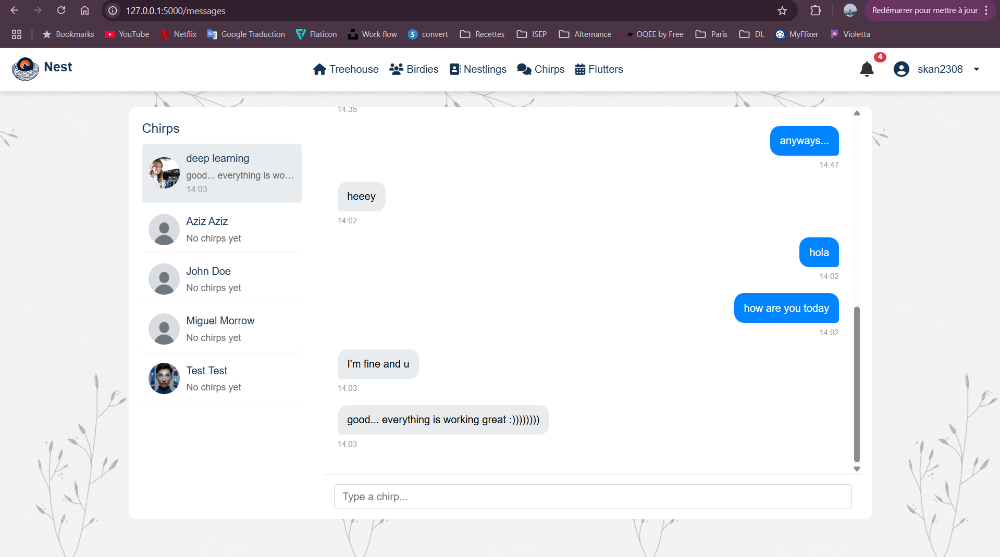 127.0.0.1:5000/messages
Redémarrer pour mettre à jour
Bookmarks YouTube Netflix Google Traduction Flaticon Work flow convert Recettes ISEP Alternance OQEE by Free Paris DL MyFlixer Violetta
Nest
Treehouse Birdies Nestlings Chirps Flutters
4
skan2308
Chirps
deep learning
good... everything is wo...
14:03
Aziz Aziz
No chirps yet
John Doe
No chirps yet
Miguel Morrow
No chirps yet
Test Test
No chirps yet
14:35
anyways...
14:47
heeey
14:02
hola
14:02
how are you today
14:02
I'm fine and u
14:03
good... everything is working great :))))))))
14:03
Type a chirp...